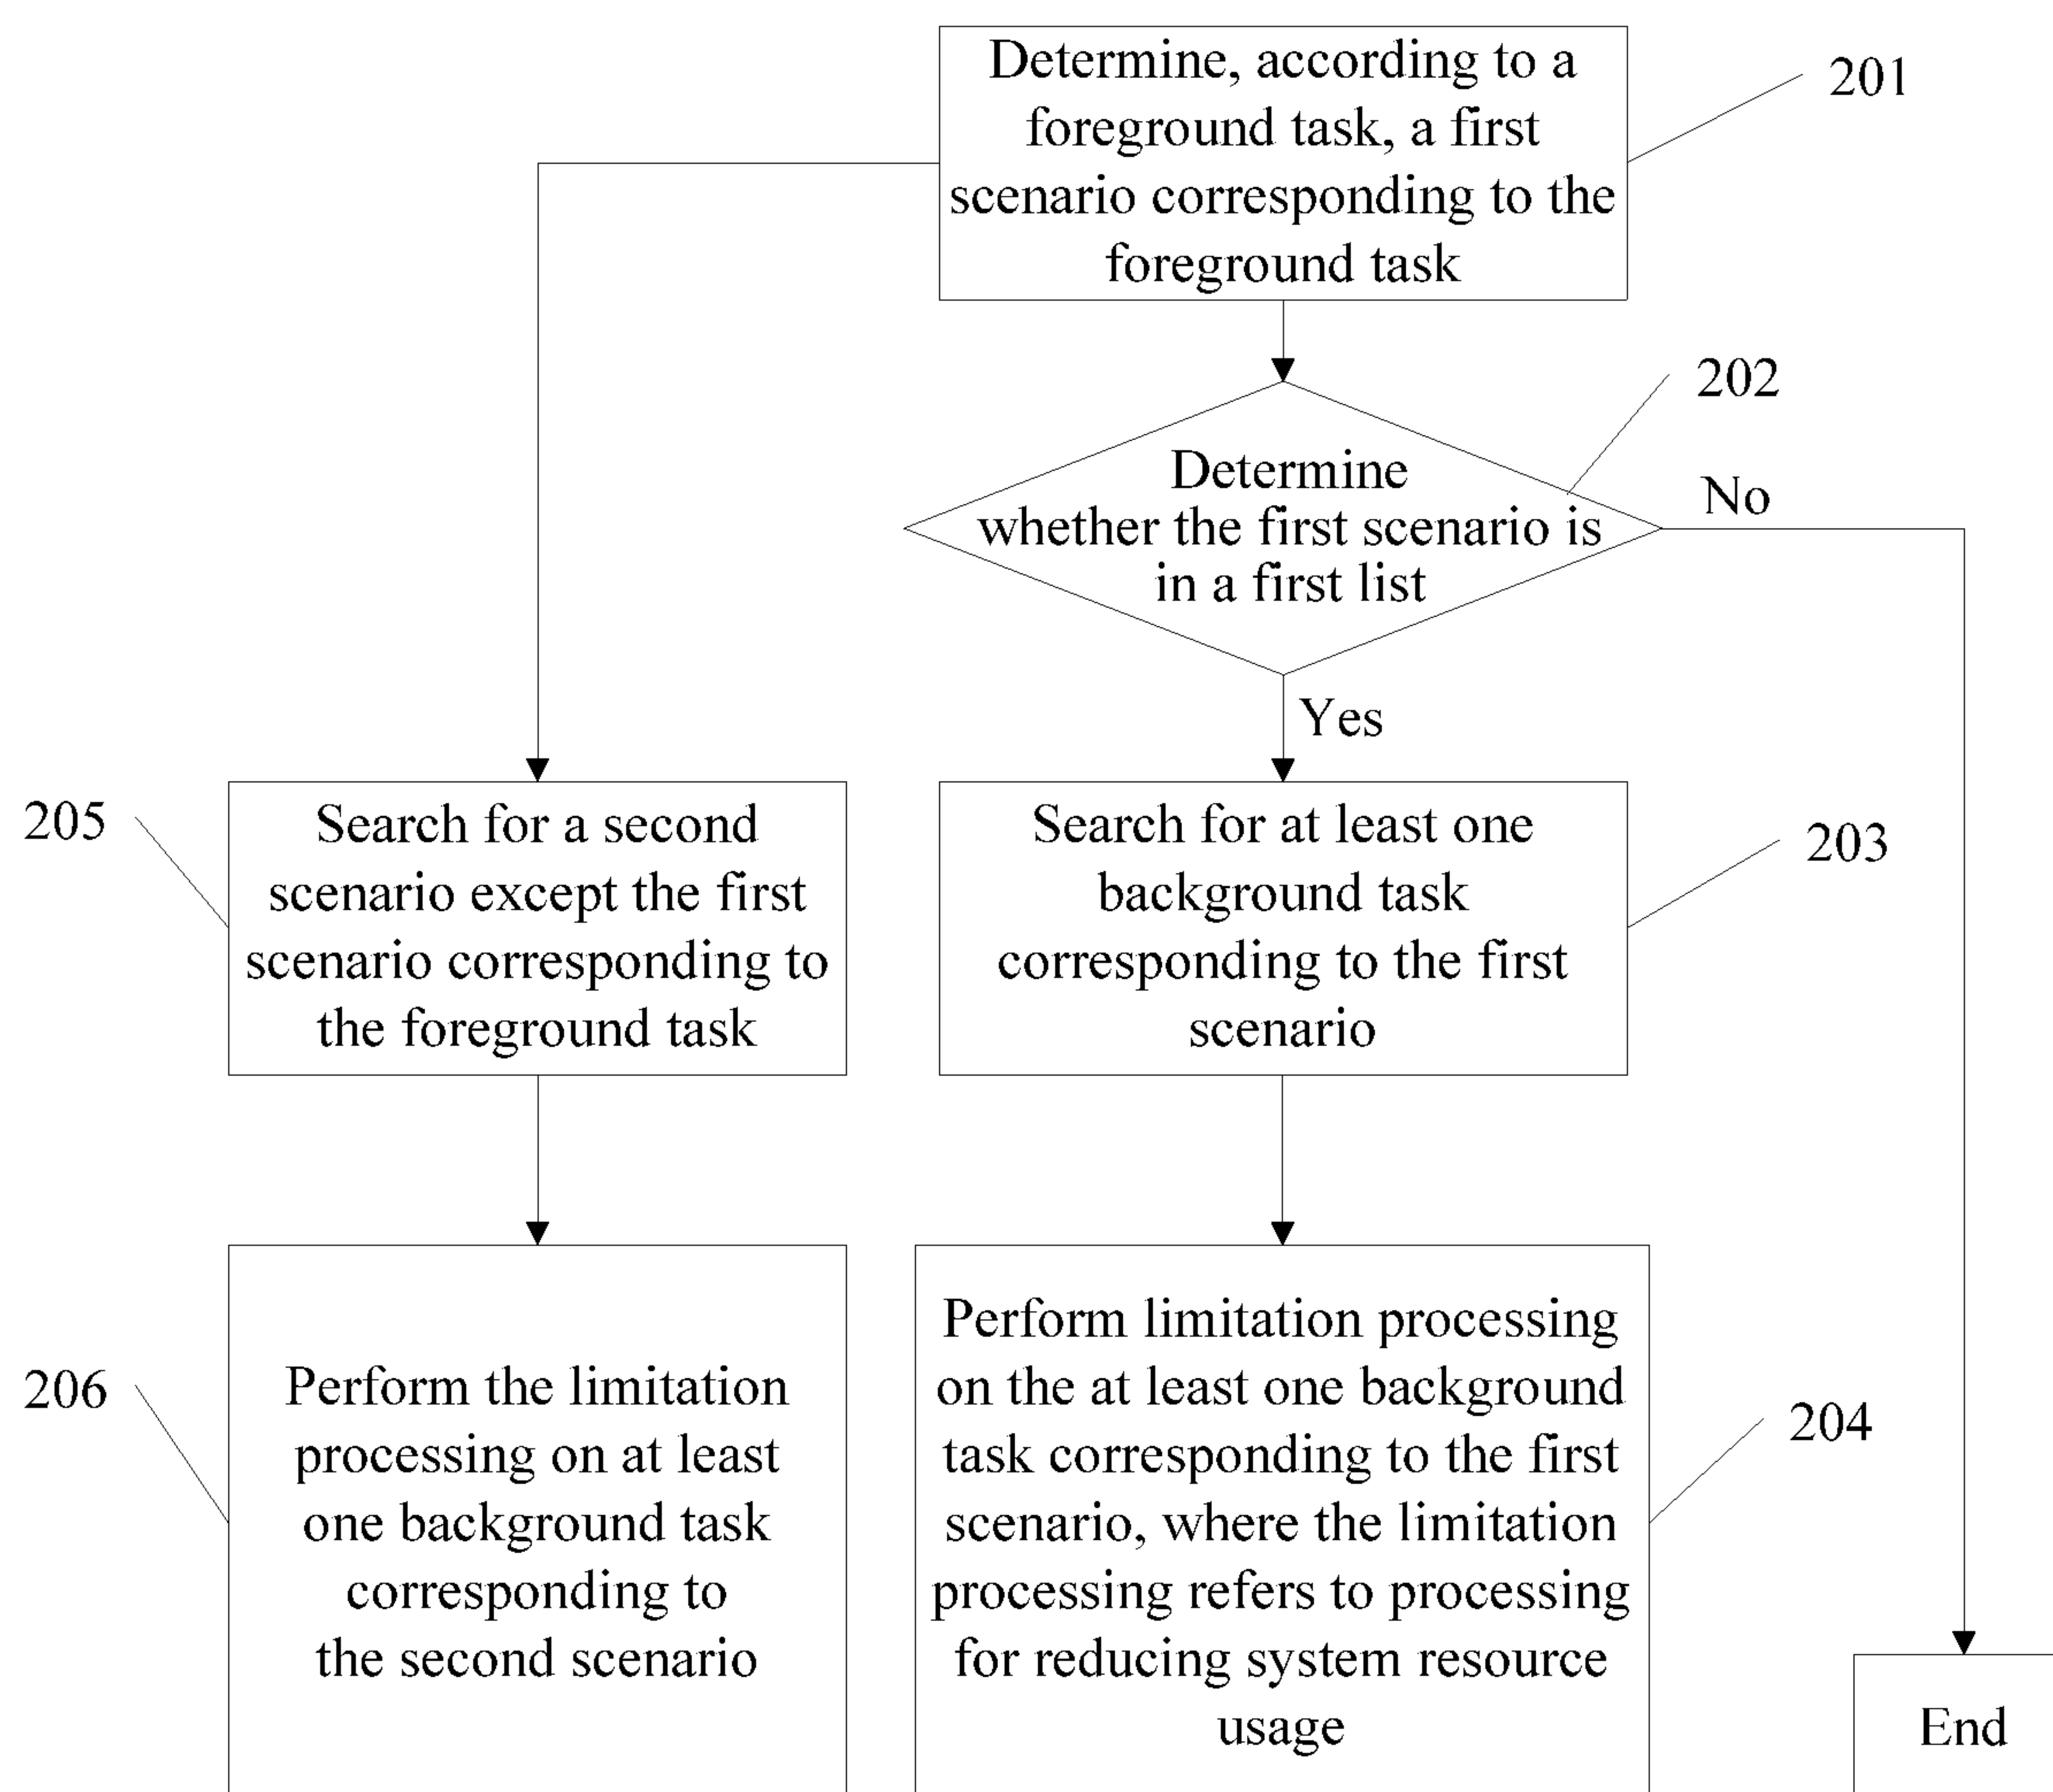 Determine, according to a
foreground task, a first
scenario corresponding to the
foreground task
201
202
Determine
whether the first scenario is
in a first list
No
Yes
205
Search for a second
scenario except the first
scenario corresponding to
the foreground task
Search for at least one
background task
corresponding to the first
scenario
203
206
Perform the limitation
processing on at least
one background task
corresponding to
the second scenario
Perform limitation processing
on the at least one background
task corresponding to the first
scenario, where the limitation
processing refers to processing
for reducing system resource
usage
204
End